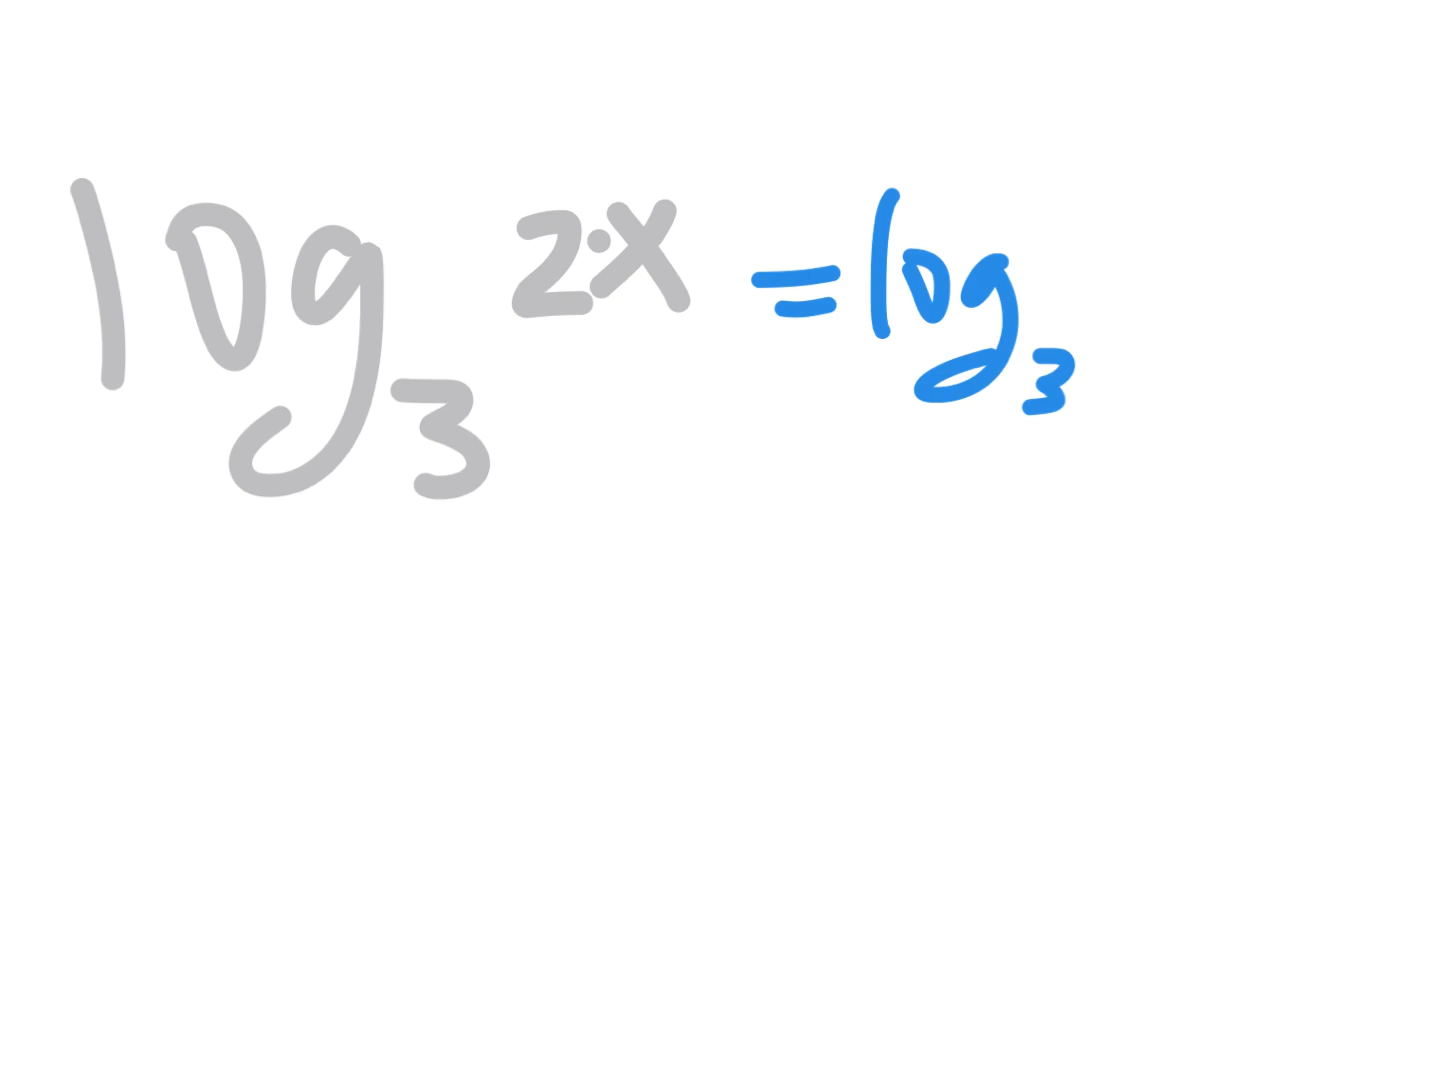 log₃ 2·x = log₃